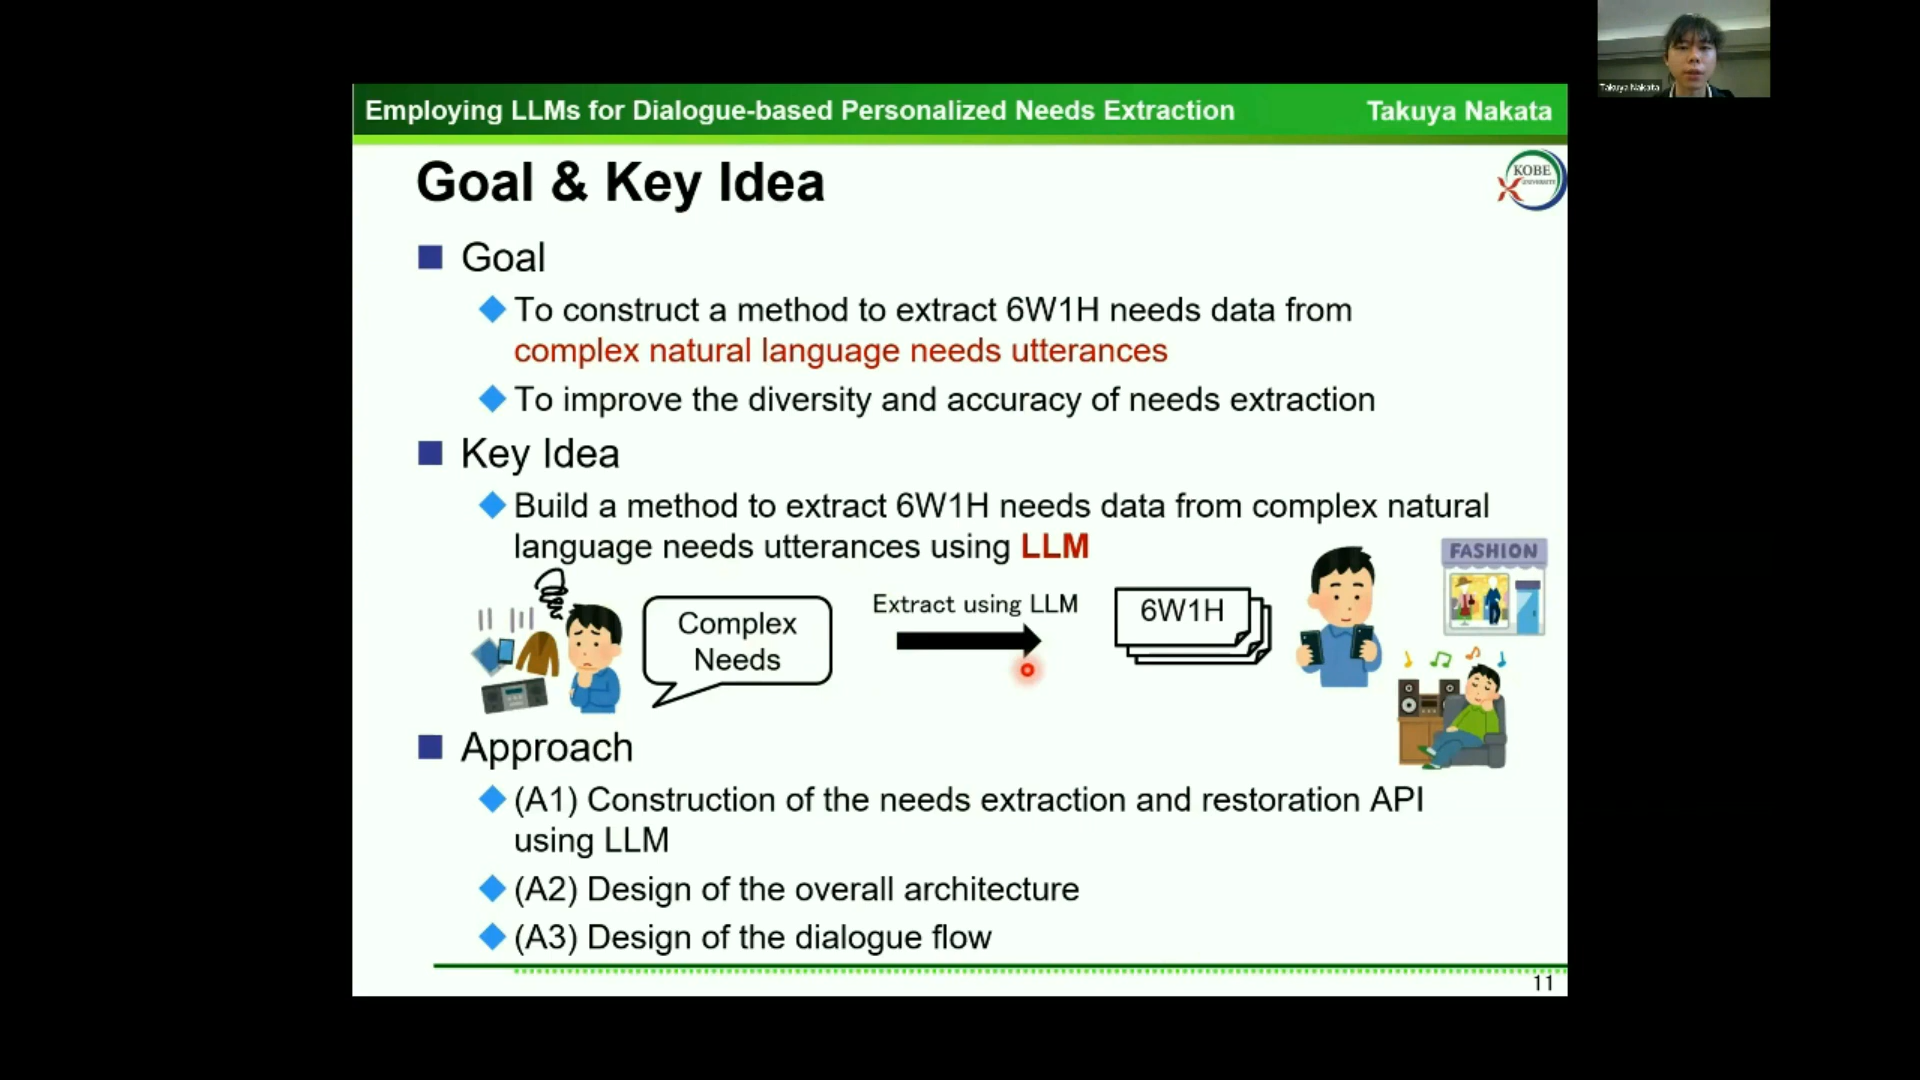 Takuya Nakata
Employing LLMs for Dialogue-based Personalized Needs Extraction
Takuya Nakata
Goal & Key Idea
KOBE
UNIVERSITY
Goal
To construct a method to extract 6W1H needs data from
complex natural language needs utterances
To improve the diversity and accuracy of needs extraction
Key Idea
Build a method to extract 6W1H needs data from complex natural
language needs utterances using LLM
FASHION
Complex
Needs
Extract using LLM
6W1H
Approach
(A1) Construction of the needs extraction and restoration API
using LLM
(A2) Design of the overall architecture
(A3) Design of the dialogue flow
11